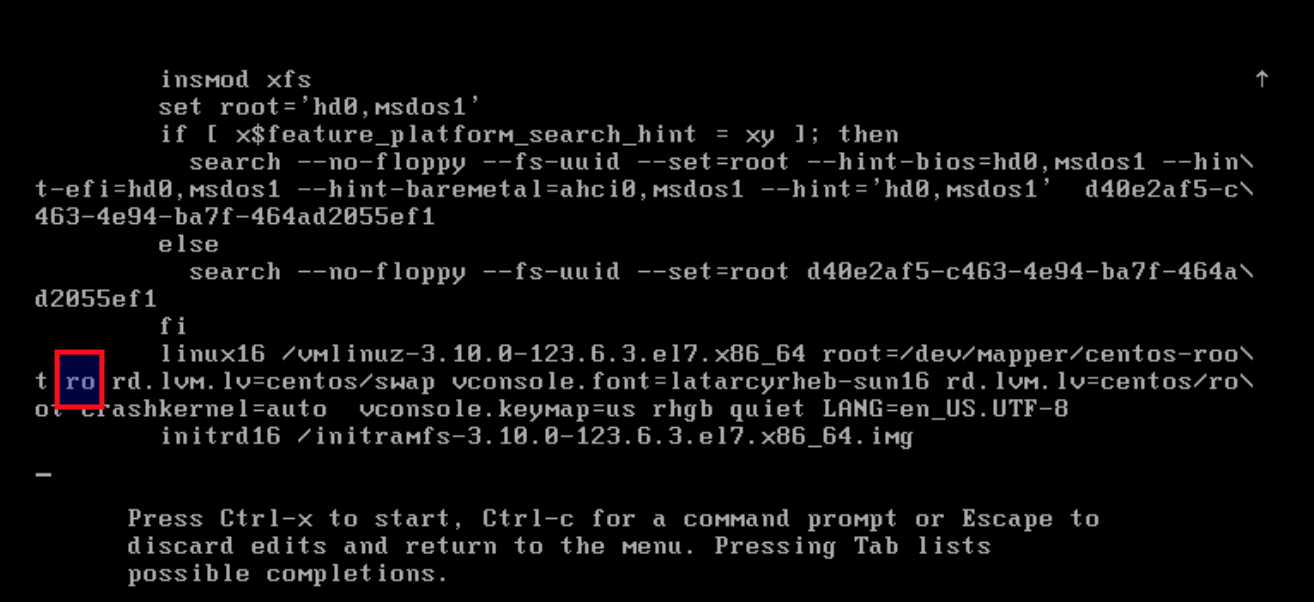 insmod xfs ↑
set root='hd0,msdos1'
if [ x$feature_platform_search_hint = xy ]; then
search --no-floppy --fs-uuid --set=root --hint-bios=hd0,msdos1 --hin\
t-efi=hd0,msdos1 --hint-baremetal=ahci0,msdos1 --hint='hd0,msdos1'  d40e2af5-c\
463-4e94-ba7f-464ad2055ef1
else
search --no-floppy --fs-uuid --set=root d40e2af5-c463-4e94-ba7f-464a\
d2055ef1
fi
linux16 /vmlinuz-3.10.0-123.6.3.el7.x86_64 root=/dev/mapper/centos-roo\
t ro rd.lvm.lv=centos/swap vconsole.font=latarcyrheb-sun16 rd.lvm.lv=centos/ro\
ot crashkernel=auto  vconsole.keymap=us rhgb quiet LANG=en_US.UTF-8
initrd16 /initramfs-3.10.0-123.6.3.el7.x86_64.img
_
Press Ctrl-x to start, Ctrl-c for a command prompt or Escape to
discard edits and return to the menu. Pressing Tab lists
possible completions.